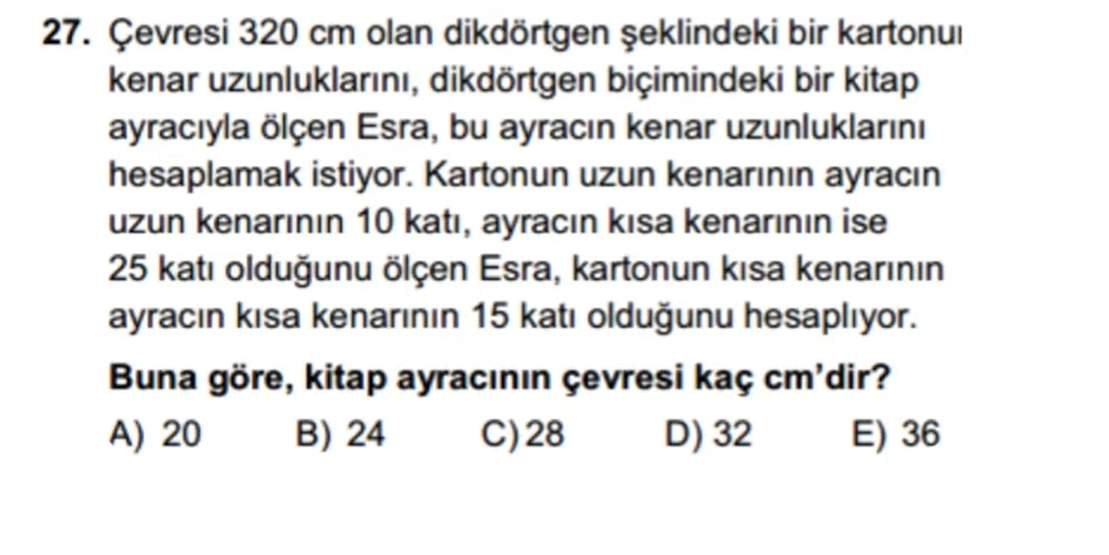 27. Çevresi 320 cm olan dikdörtgen şeklindeki bir kartonu
kenar uzunluklarını, dikdörtgen biçimindeki bir kitap
ayracıyla ölçen Esra, bu ayracın kenar uzunluklarını
hesaplamak istiyor. Kartonun uzun kenarının ayracın
uzun kenarının 10 katı, ayracın kısa kenarının ise
25 katı olduğunu ölçen Esra, kartonun kısa kenarının
ayracın kısa kenarının 15 katı olduğunu hesaplıyor.
Buna göre, kitap ayracının çevresi kaç cm'dir?
A) 20 B) 24 C) 28 D) 32 E) 36